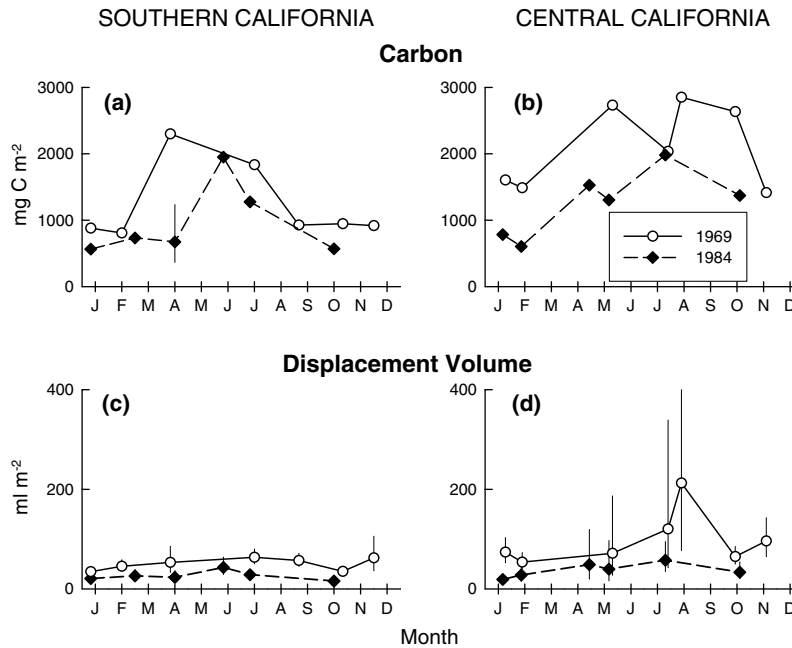 SOUTHERN CALIFORNIA CENTRAL CALIFORNIA
Carbon
(a) (b)
3000 3000
2000 2000
1000 1000
0 0
mg C m-2
1969
1984
J F M A M J J A S O N D J F M A M J J A S O N D
Displacement Volume
(c) (d)
400 400
200 200
0 0
ml m-2
J F M A M J J A S O N D J F M A M J J A S O N D
Month